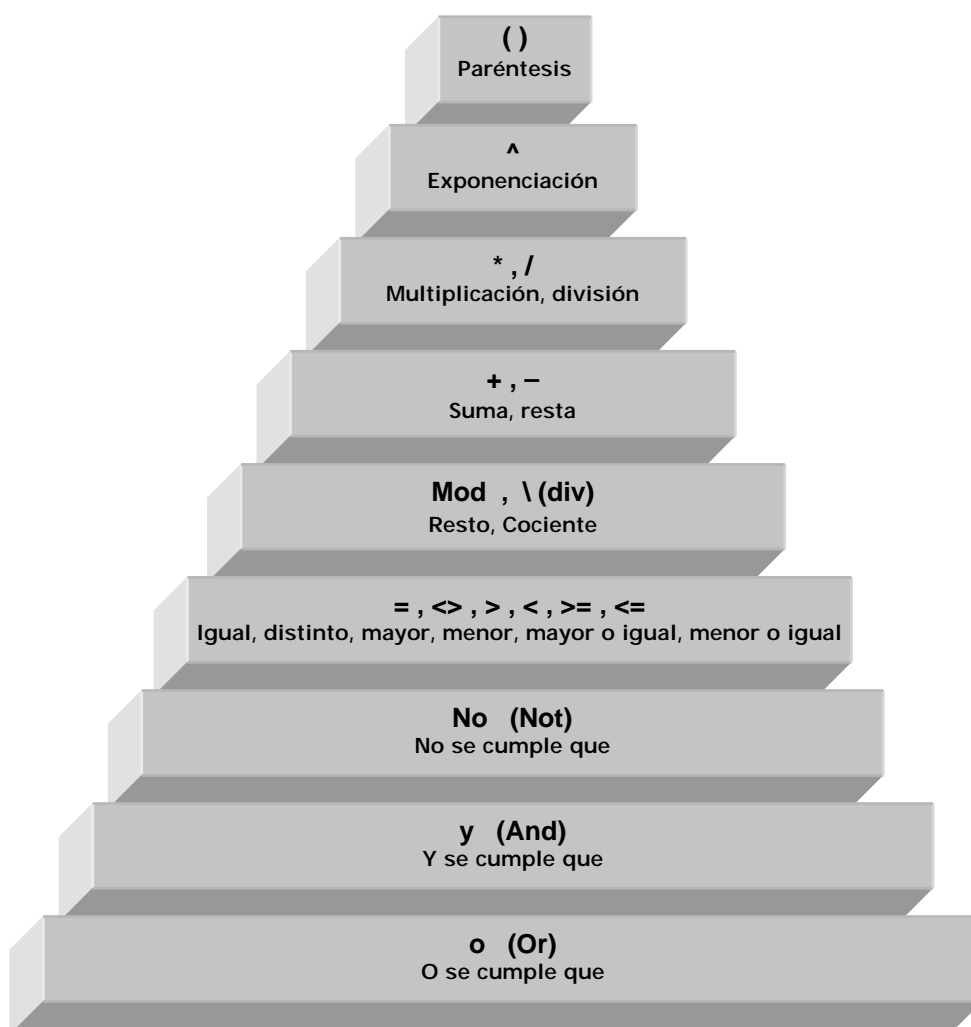 ( )
Paréntesis
^
Exponenciación
* , /
Multiplicación, división
+ , –
Suma, resta
Mod , \ (div)
Resto, Cociente
= , <> , > , < , >= , <=
Igual, distinto, mayor, menor, mayor o igual, menor o igual
No (Not)
No se cumple que
y (And)
Y se cumple que
o (Or)
O se cumple que